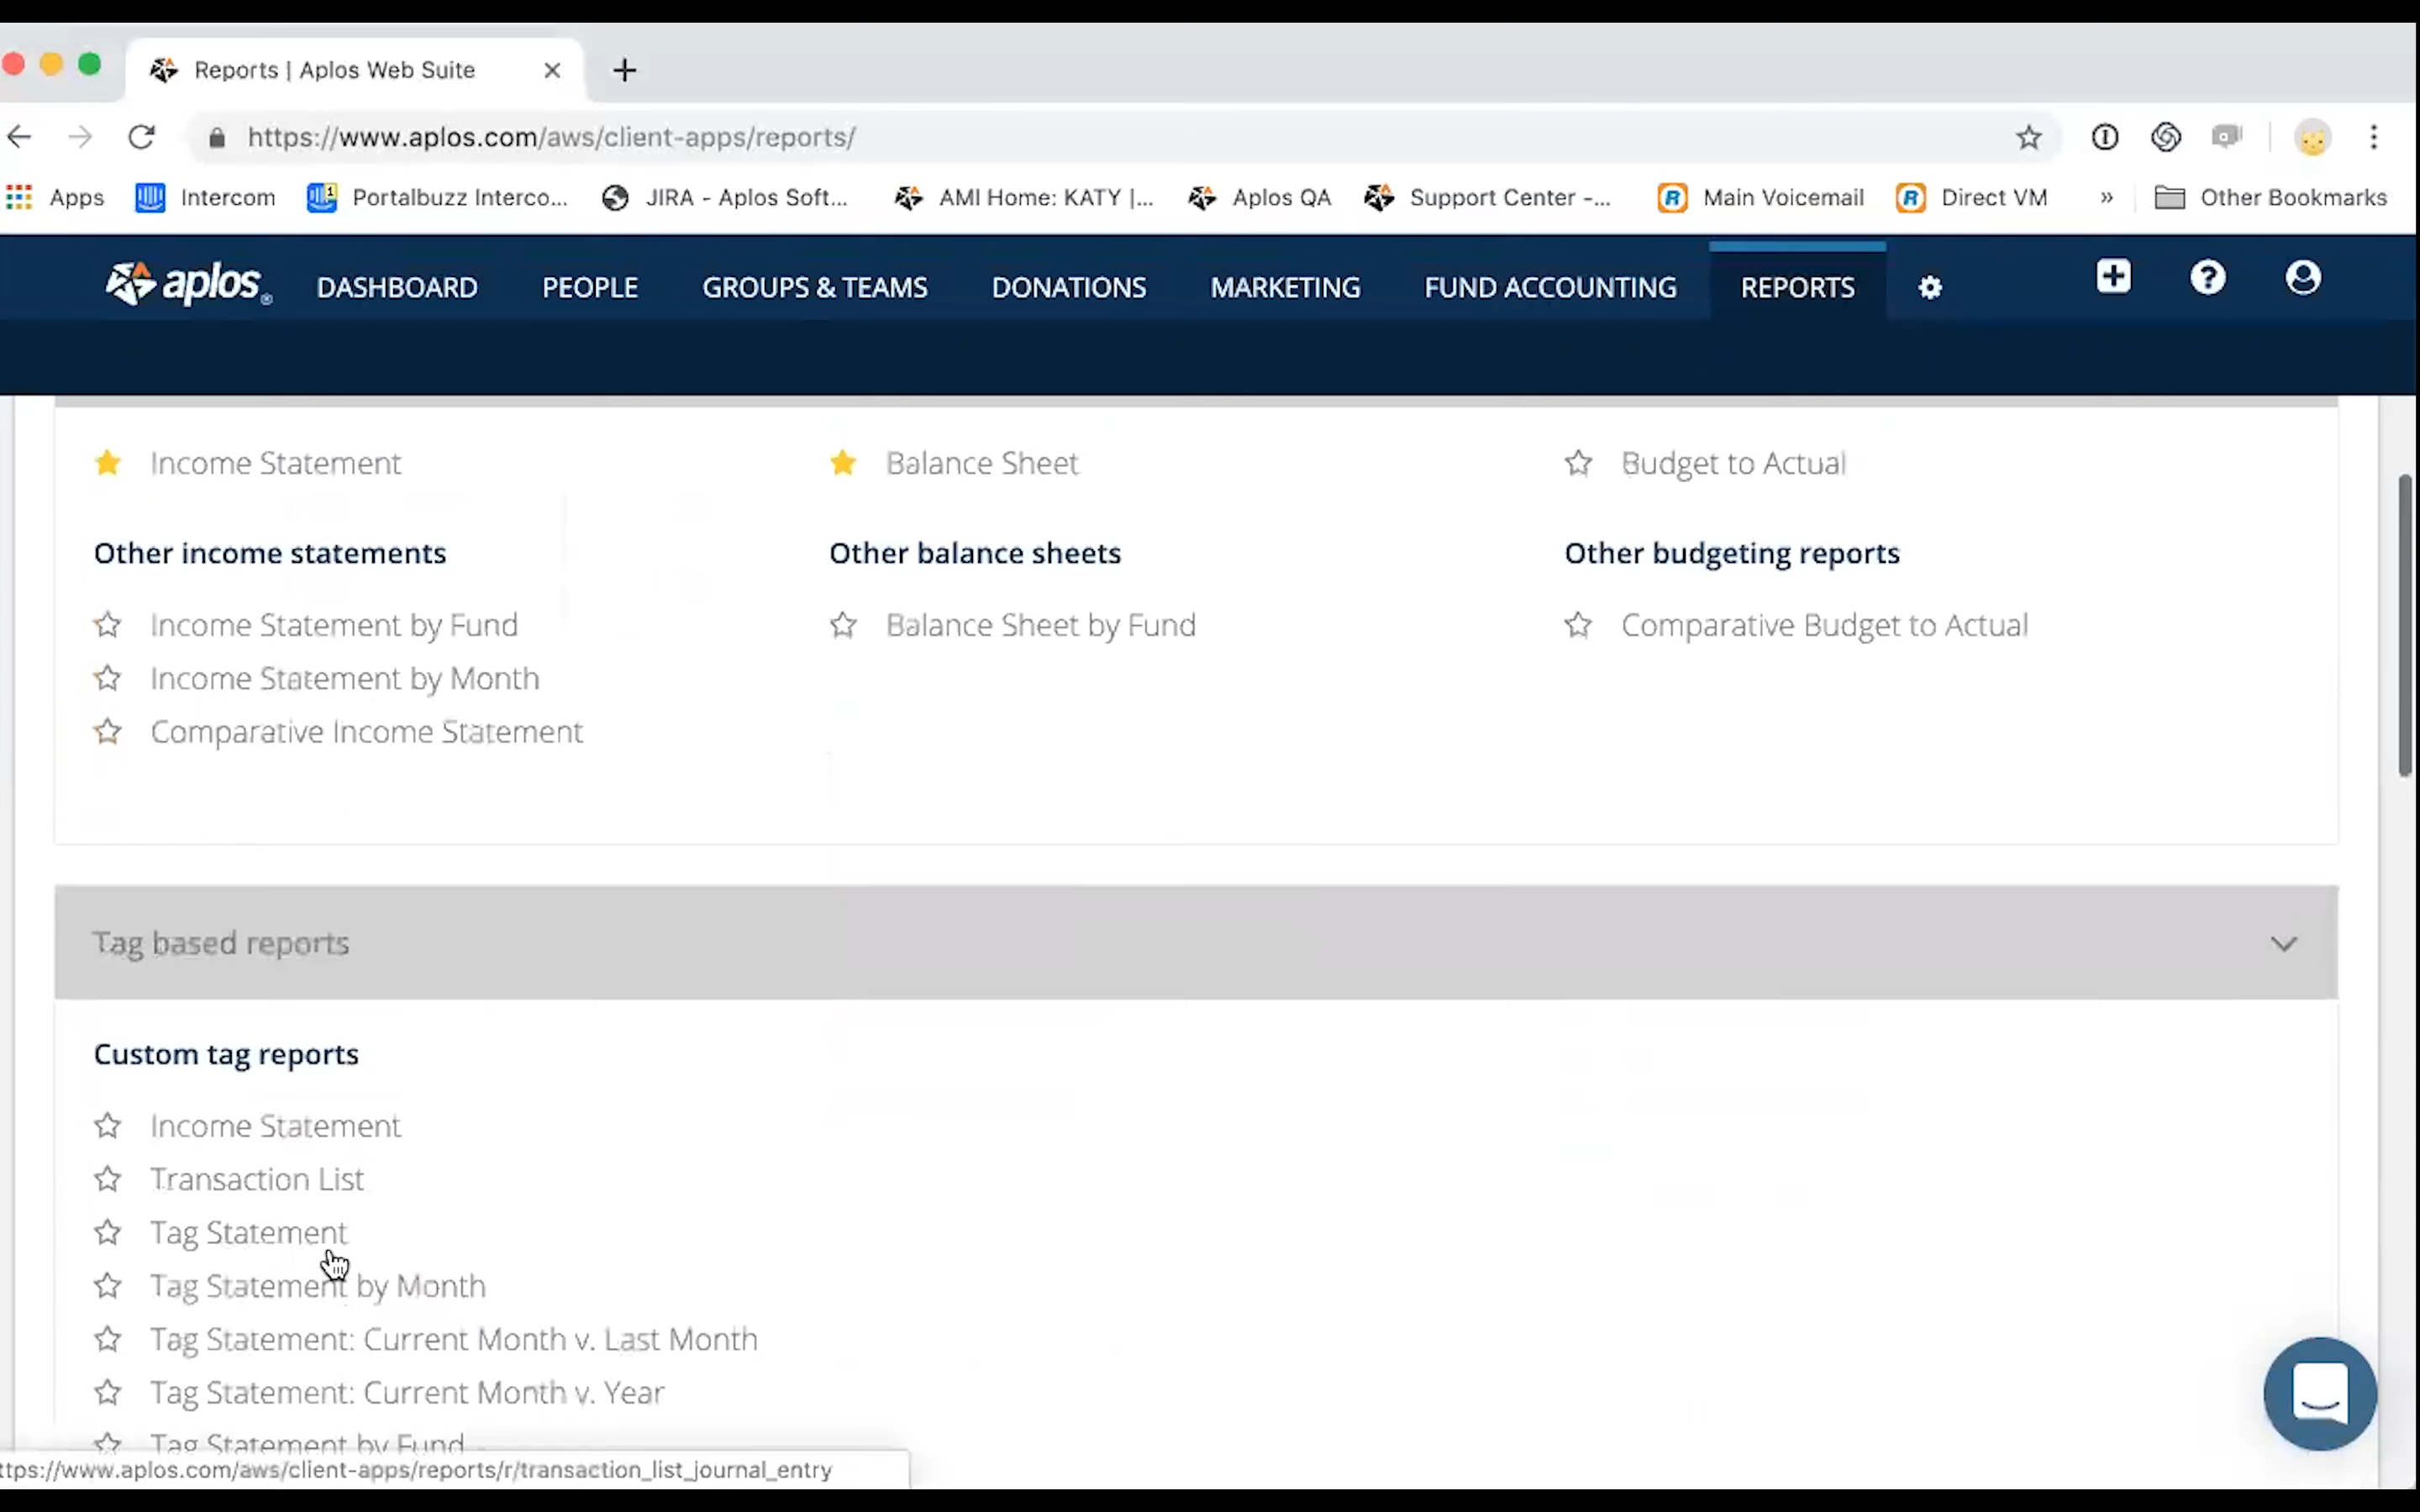 Reports | Aplos Web Suite
https://www.aplos.com/aws/client-apps/reports/
Apps Intercom 1 Portalbuzz Interco... JIRA - Aplos Soft... AMI Home: KATY |... Aplos QA Support Center -... R Main Voicemail R Direct VM » Other Bookmarks
aplos® DASHBOARD PEOPLE GROUPS & TEAMS DONATIONS MARKETING FUND ACCOUNTING REPORTS
Income Statement Balance Sheet Budget to Actual
Other income statements Other balance sheets Other budgeting reports
Income Statement by Fund Balance Sheet by Fund Comparative Budget to Actual
Income Statement by Month
Comparative Income Statement
Tag based reports
Custom tag reports
Income Statement
Transaction List
Tag Statement
Tag Statement by Month
Tag Statement: Current Month v. Last Month
Tag Statement: Current Month v. Year
Tag Statement by Fund
ttps://www.aplos.com/aws/client-apps/reports/r/transaction_list_journal_entry